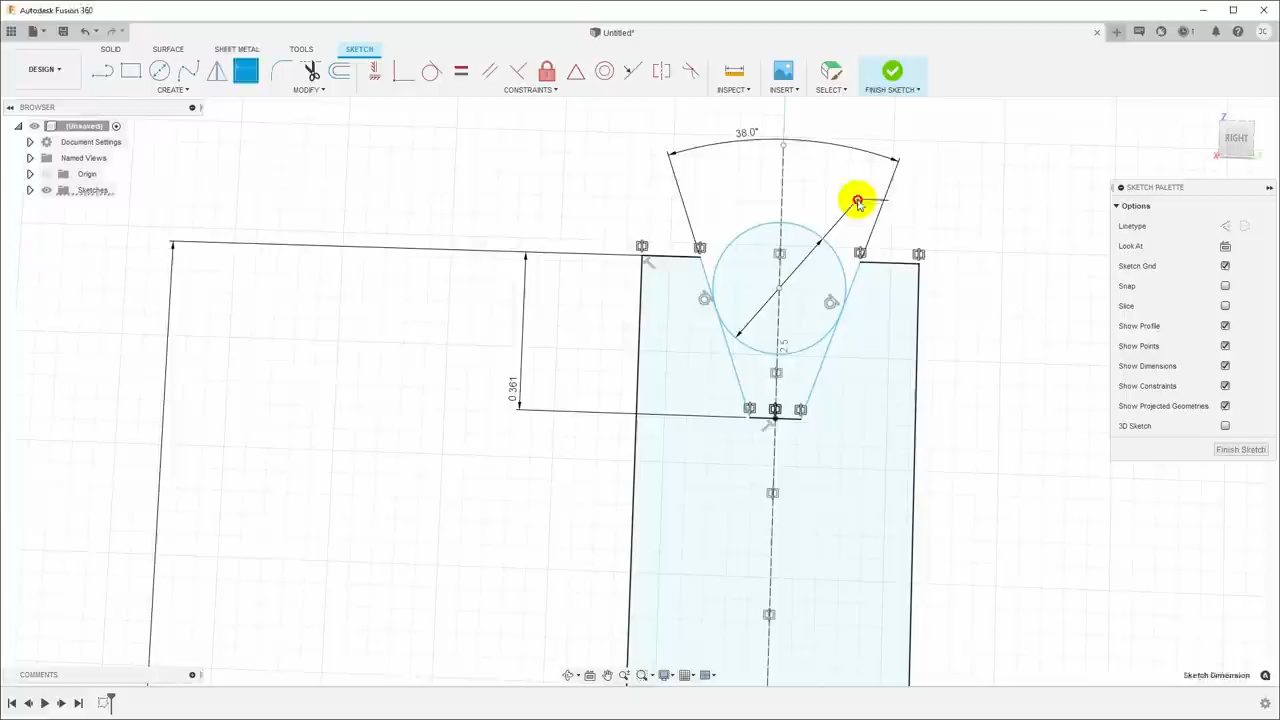 Autodesk Fusion 360
Untitled*
JC
SOLID SURFACE SHEET METAL TOOLS SKETCH
DESIGN
CREATE MODIFY CONSTRAINTS INSPECT INSERT SELECT FINISH SKETCH
BROWSER
(Unsaved)
Document Settings
Named Views
Origin
Sketches
Z
RIGHT
X
38.0°
0.361
2.5
SKETCH PALETTE
Options
Linetype
Look At
Sketch Grid
Snap
Slice
Show Profile
Show Points
Show Dimensions
Show Constraints
Show Projected Geometries
3D Sketch
Finish Sketch
COMMENTS
Sketch Dimension